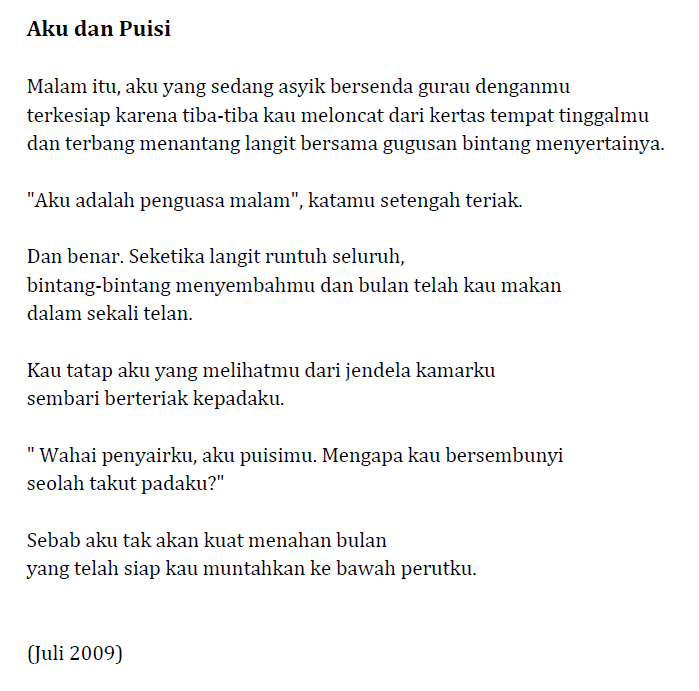 Aku dan Puisi
Malam itu, aku yang sedang asyik bersenda gurau denganmu
terkesiap karena tiba-tiba kau meloncat dari kertas tempat tinggalmu
dan terbang menantang langit bersama gugusan bintang menyertainya.
"Aku adalah penguasa malam", katamu setengah teriak.
Dan benar. Seketika langit runtuh seluruh,
bintang-bintang menyembahmu dan bulan telah kau makan
dalam sekali telan.
Kau tatap aku yang melihatmu dari jendela kamarku
sembari berteriak kepadaku.
" Wahai penyairku, aku puisimu. Mengapa kau bersembunyi
seolah takut padaku?"
Sebab aku tak akan kuat menahan bulan
yang telah siap kau muntahkan ke bawah perutku.
(Juli 2009)